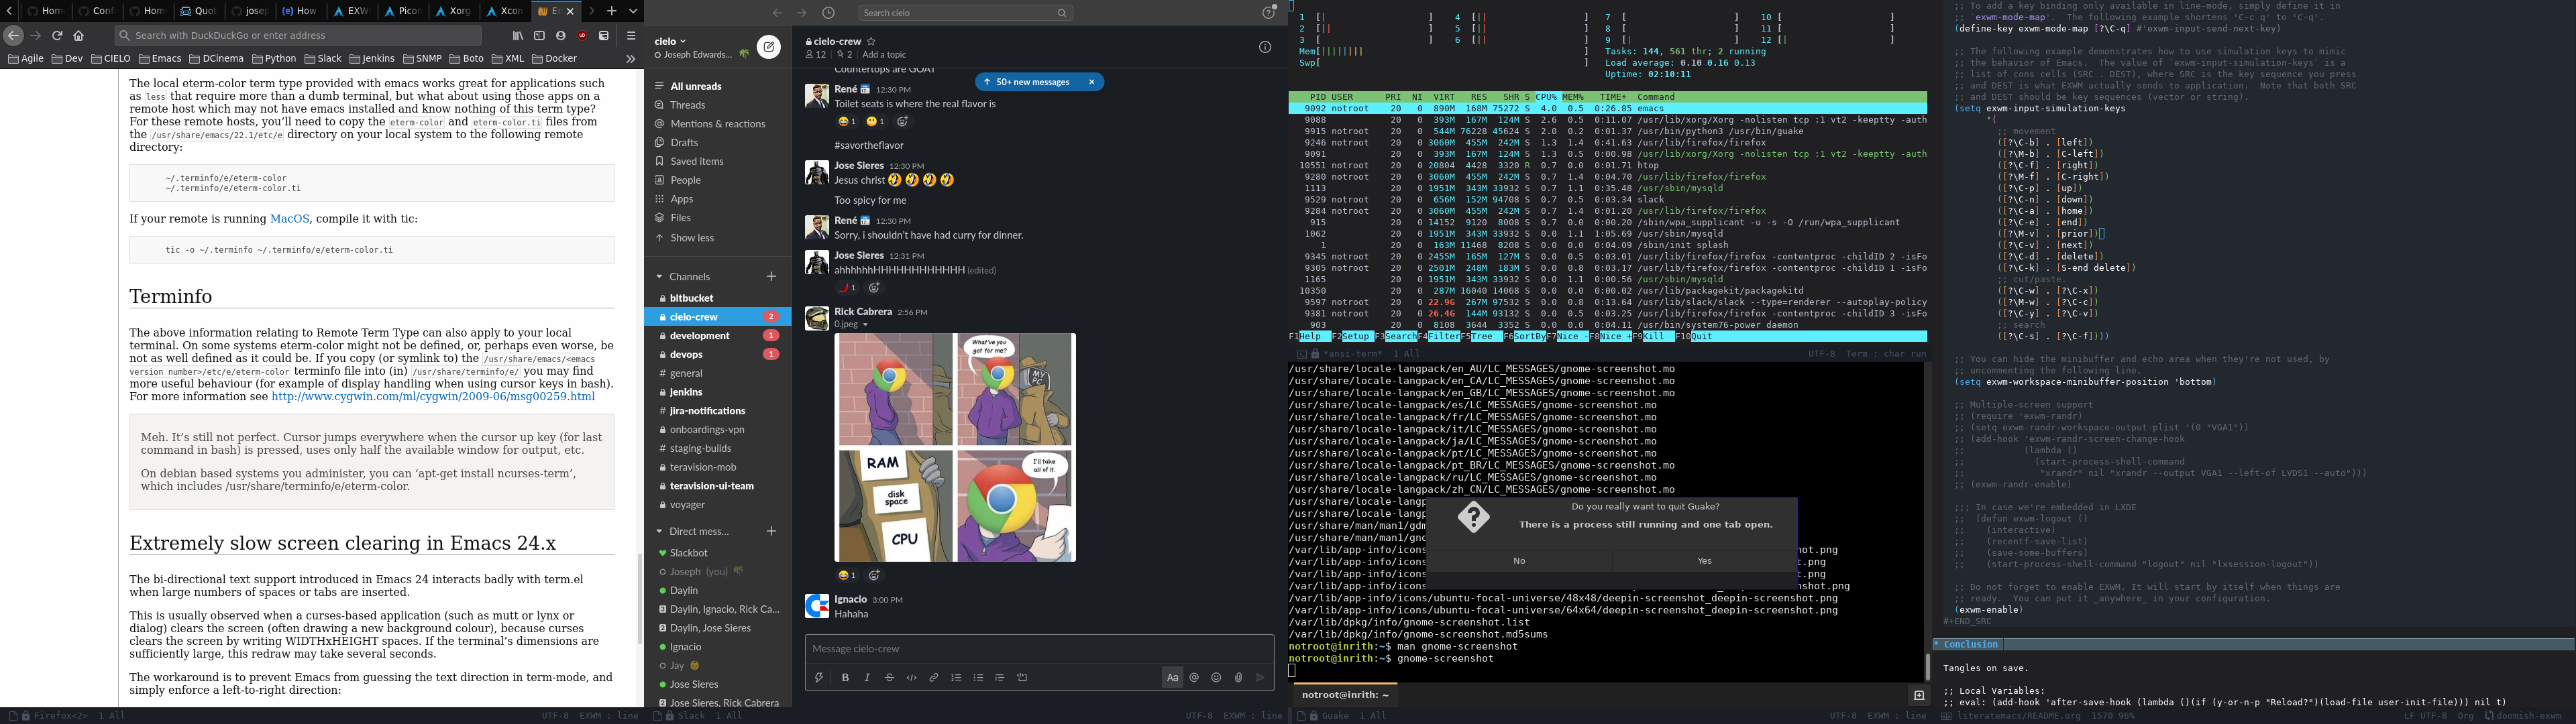 Hom
Conf
Hom
Quot
josep
How
EXW
Picor
Xorg
Xcon
En
Search with DuckDuckGo or enter address
Agile Dev CIELO Emacs DCinema Python Slack Jenkins SNMP Boto XML Docker
The local eterm-color term type provided with emacs works great for applications such
as less that require more than a dumb terminal, but what about using those apps on a
remote host which may not have emacs installed and know nothing of this term type?
For these remote hosts, you'll need to copy the eterm-color and eterm-color.ti files from
the /usr/share/emacs/22.1/etc/e directory on your local system to the following remote
directory:
~/.terminfo/e/eterm-color
~/.terminfo/e/eterm-color.ti
If your remote is running MacOS, compile it with tic:
tic -o ~/.terminfo ~/.terminfo/e/eterm-color.ti
Terminfo
The above information relating to Remote Term Type can also apply to your local
terminal. On some systems eterm-color might not be defined, or, perhaps even worse, be
not as well defined as it could be. If you copy (or symlink to) the /usr/share/emacs/<emacs
version number>/etc/e/eterm-color terminfo file into (in) /usr/share/terminfo/e/ you may find
more useful behaviour (for example of display handling when using cursor keys in bash).
For more information see http://www.cygwin.com/ml/cygwin/2009-06/msg00259.html
Meh. It's still not perfect. Cursor jumps everywhere when the cursor up key (for last
command in bash) is pressed, uses only half the available window for output, etc.
On debian based systems you administer, you can 'apt-get install ncurses-term',
which includes /usr/share/terminfo/e/eterm-color.
Extremely slow screen clearing in Emacs 24.x
The bi-directional text support introduced in Emacs 24 interacts badly with term.el
when large numbers of spaces or tabs are inserted.
This is usually observed when a curses-based application (such as mutt or lynx or
dialog) clears the screen (often drawing a new background colour), because curses
clears the screen by writing WIDTHxHEIGHT spaces. If the terminal's dimensions are
sufficiently large, this redraw may take several seconds.
The workaround is to prevent Emacs from guessing the text direction in term-mode, and
simply enforce a left-to-right direction:
Firefox<2> 1 All UTF-8 EXWM : line
Search cielo
cielo
Joseph Edwards...
All unreads
Threads
Mentions & reactions
Drafts
Saved items
People
Apps
Files
Show less
Channels
bitbucket
cielo-crew 2
development 1
devops 1
# general
jenkins
# jira-notifications
onboardings-vpn
# staging-builds
teravision-mob
teravision-ui-team
voyager
Direct mess...
Slackbot
Joseph (you)
Daylin
3 Daylin, Ignacio, Rick Ca...
2 Daylin, Jose Sieres
Ignacio
Jay
Jose Sieres
2 Jose Sieres, Rick Cabrera
cielo-crew
12 2 Add a topic
Countertops are GOAT
50+ new messages
René 12:30 PM
Toilet seats is where the real flavor is
1 1
#savortheflavor
Jose Sieres 12:30 PM
Jesus christ
Too spicy for me
René 12:30 PM
Sorry, i shouldn't have had curry for dinner.
Jose Sieres 12:31 PM
ahhhhhhHHHHHHHHHHHH (edited)
1
Rick Cabrera 2:56 PM
0.jpeg
What've you got for me?
MY PC
RAM
disk space
CPU
I'll take all of it.
1
Ignacio 3:00 PM
Hahaha
Message cielo-crew
Slack 1 All UTF-8 EXWM : line
1 [ ] 4 [ ] 7 [ ] 10 [ ]
2 [ ] 5 [ ] 8 [ ] 11 [ ]
3 [ ] 6 [ ] 9 [ ] 12 [ ]
Mem[ ] Tasks: 144, 561 thr; 2 running
Swp[ ] Load average: 0.10 0.16 0.13
Uptime: 02:10:11
PID USER PRI NI VIRT RES SHR S CPU% MEM% TIME+ Command
9092 notroot 20 0 890M 168M 75272 S 4.0 0.5 0:26.85 emacs
9088 20 0 393M 167M 124M S 2.6 0.5 0:11.07 /usr/lib/xorg/Xorg -nolisten tcp :1 vt2 -keeptty -auth
9915 notroot 20 0 544M 76228 45624 S 2.0 0.2 0:01.37 /usr/bin/python3 /usr/bin/guake
9246 notroot 20 0 3060M 455M 242M S 1.3 1.4 0:41.63 /usr/lib/firefox/firefox
9091 20 0 393M 167M 124M S 1.3 0.5 0:00.98 /usr/lib/xorg/Xorg -nolisten tcp :1 vt2 -keeptty -auth
10551 notroot 20 0 20804 4428 3320 R 0.7 0.0 0:01.71 htop
9280 notroot 20 0 3060M 455M 242M S 0.7 1.4 0:04.70 /usr/lib/firefox/firefox
1113 20 0 1951M 343M 33932 S 0.7 1.1 0:35.48 /usr/sbin/mysqld
9529 notroot 20 0 656M 152M 94708 S 0.7 0.5 0:03.34 slack
9284 notroot 20 0 3060M 455M 242M S 0.7 1.4 0:01.20 /usr/lib/firefox/firefox
915 20 0 14152 9120 8008 S 0.7 0.0 0:00.20 /sbin/wpa_supplicant -u -s -O /run/wpa_supplicant
1062 20 0 1951M 343M 33932 S 0.0 1.1 1:05.69 /usr/sbin/mysqld
1 20 0 163M 11468 8208 S 0.0 0.0 0:04.09 /sbin/init splash
9345 notroot 20 0 2455M 165M 127M S 0.0 0.5 0:03.01 /usr/lib/firefox/firefox -contentproc -childID 2 -isFo
9305 notroot 20 0 2501M 248M 183M S 0.0 0.8 0:03.17 /usr/lib/firefox/firefox -contentproc -childID 1 -isFo
1165 20 0 1951M 343M 33932 S 0.0 1.1 0:00.56 /usr/sbin/mysqld
10350 20 0 287M 16040 14068 S 0.0 0.0 0:00.02 /usr/lib/packagekit/packagekitd
9597 notroot 20 0 22.9G 267M 97532 S 0.0 0.8 0:13.64 /usr/lib/slack/slack --type=renderer --autoplay-policy
9381 notroot 20 0 26.4G 144M 93132 S 0.0 0.5 0:03.25 /usr/lib/firefox/firefox -contentproc -childID 3 -isFo
903 20 0 8108 3644 3352 S 0.0 0.0 0:04.11 /usr/bin/system76-power daemon
F1Help F2Setup F3SearchF4FilterF5Tree F6SortByF7Nice -F8Nice +F9Kill F10Quit
*ansi-term* 1 All UTF-8 Term : char run
/usr/share/locale-langpack/en_AU/LC_MESSAGES/gnome-screenshot.mo
/usr/share/locale-langpack/en_CA/LC_MESSAGES/gnome-screenshot.mo
/usr/share/locale-langpack/en_GB/LC_MESSAGES/gnome-screenshot.mo
/usr/share/locale-langpack/es/LC_MESSAGES/gnome-screenshot.mo
/usr/share/locale-langpack/fr/LC_MESSAGES/gnome-screenshot.mo
/usr/share/locale-langpack/it/LC_MESSAGES/gnome-screenshot.mo
/usr/share/locale-langpack/ja/LC_MESSAGES/gnome-screenshot.mo
/usr/share/locale-langpack/pt/LC_MESSAGES/gnome-screenshot.mo
/usr/share/locale-langpack/pt_BR/LC_MESSAGES/gnome-screenshot.mo
/usr/share/locale-langpack/ru/LC_MESSAGES/gnome-screenshot.mo
/usr/share/locale-langpack/zh_CN/LC_MESSAGES/gnome-screenshot.mo
/usr/share/locale-langp
/usr/share/locale-langp
/usr/share/man/man1/gdm
/usr/share/man/man1/gno
/var/lib/app-info/icons hot.png
/var/lib/app-info/icons t.png
/var/lib/app-info/icons t.png
/var/lib/app-info/icons shot.png
/var/lib/app-info/icons/ubuntu-focal-universe/48x48/deepin-screenshot_deepin-screenshot.png
/var/lib/app-info/icons/ubuntu-focal-universe/64x64/deepin-screenshot_deepin-screenshot.png
/var/lib/dpkg/info/gnome-screenshot.list
/var/lib/dpkg/info/gnome-screenshot.md5sums
notroot@inrith:~$ man gnome-screenshot
notroot@inrith:~$ gnome-screenshot
Do you really want to quit Guake?
There is a process still running and one tab open.
No Yes
notroot@inrith: ~
Guake 1 All UTF-8 EXWM : line
;; To add a key binding only available in line-mode, simply define it in
;; `exwm-mode-map'. The following example shortens 'C-c q' to 'C-q'.
(define-key exwm-mode-map [?\C-q] #'exwm-input-send-next-key)
;; The following example demonstrates how to use simulation keys to mimic
;; the behavior of Emacs. The value of `exwm-input-simulation-keys` is a
;; list of cons cells (SRC . DEST), where SRC is the key sequence you press
;; and DEST is what EXWM actually sends to application. Note that both SRC
;; and DEST should be key sequences (vector or string).
(setq exwm-input-simulation-keys
'(
;; movement
([?\C-b] . [left])
([?\M-b] . [C-left])
([?\C-f] . [right])
([?\M-f] . [C-right])
([?\C-p] . [up])
([?\C-n] . [down])
([?\C-a] . [home])
([?\C-e] . [end])
([?\M-v] . [prior])
([?\C-v] . [next])
([?\C-d] . [delete])
([?\C-k] . [S-end delete])
;; cut/paste.
([?\C-w] . [?\C-x])
([?\M-w] . [?\C-c])
([?\C-y] . [?\C-v])
;; search
([?\C-s] . [?\C-f])))
;; You can hide the minibuffer and echo area when they're not used, by
;; uncommenting the following line.
(setq exwm-workspace-minibuffer-position 'bottom)
;; Multiple-screen support
;; (require 'exwm-randr)
;; (setq exwm-randr-workspace-output-plist '(0 "VGA1"))
;; (add-hook 'exwm-randr-screen-change-hook
;; (lambda ()
;; (start-process-shell-command
;; "xrandr" nil "xrandr --output VGA1 --left-of LVDS1 --auto")))
;; (exwm-randr-enable)
;;; In case we're embedded in LXDE
;; (defun exwm-logout ()
;; (interactive)
;; (recentf-save-list)
;; (save-some-buffers)
;; (start-process-shell-command "logout" nil "lxsession-logout"))
;; Do not forget to enable EXWM. It will start by itself when things are
;; ready. You can put it _anywhere_ in your configuration.
(exwm-enable)
#+END_SRC
* Conclusion
Tangles on save.
;; Local Variables:
;; eval: (add-hook 'after-save-hook (lambda ()(if (y-or-n-p "Reload?")(load-file user-init-file))) nil t)
literatemacs/README.org 1570 96% LF UTF-8 Org doomish-exwm